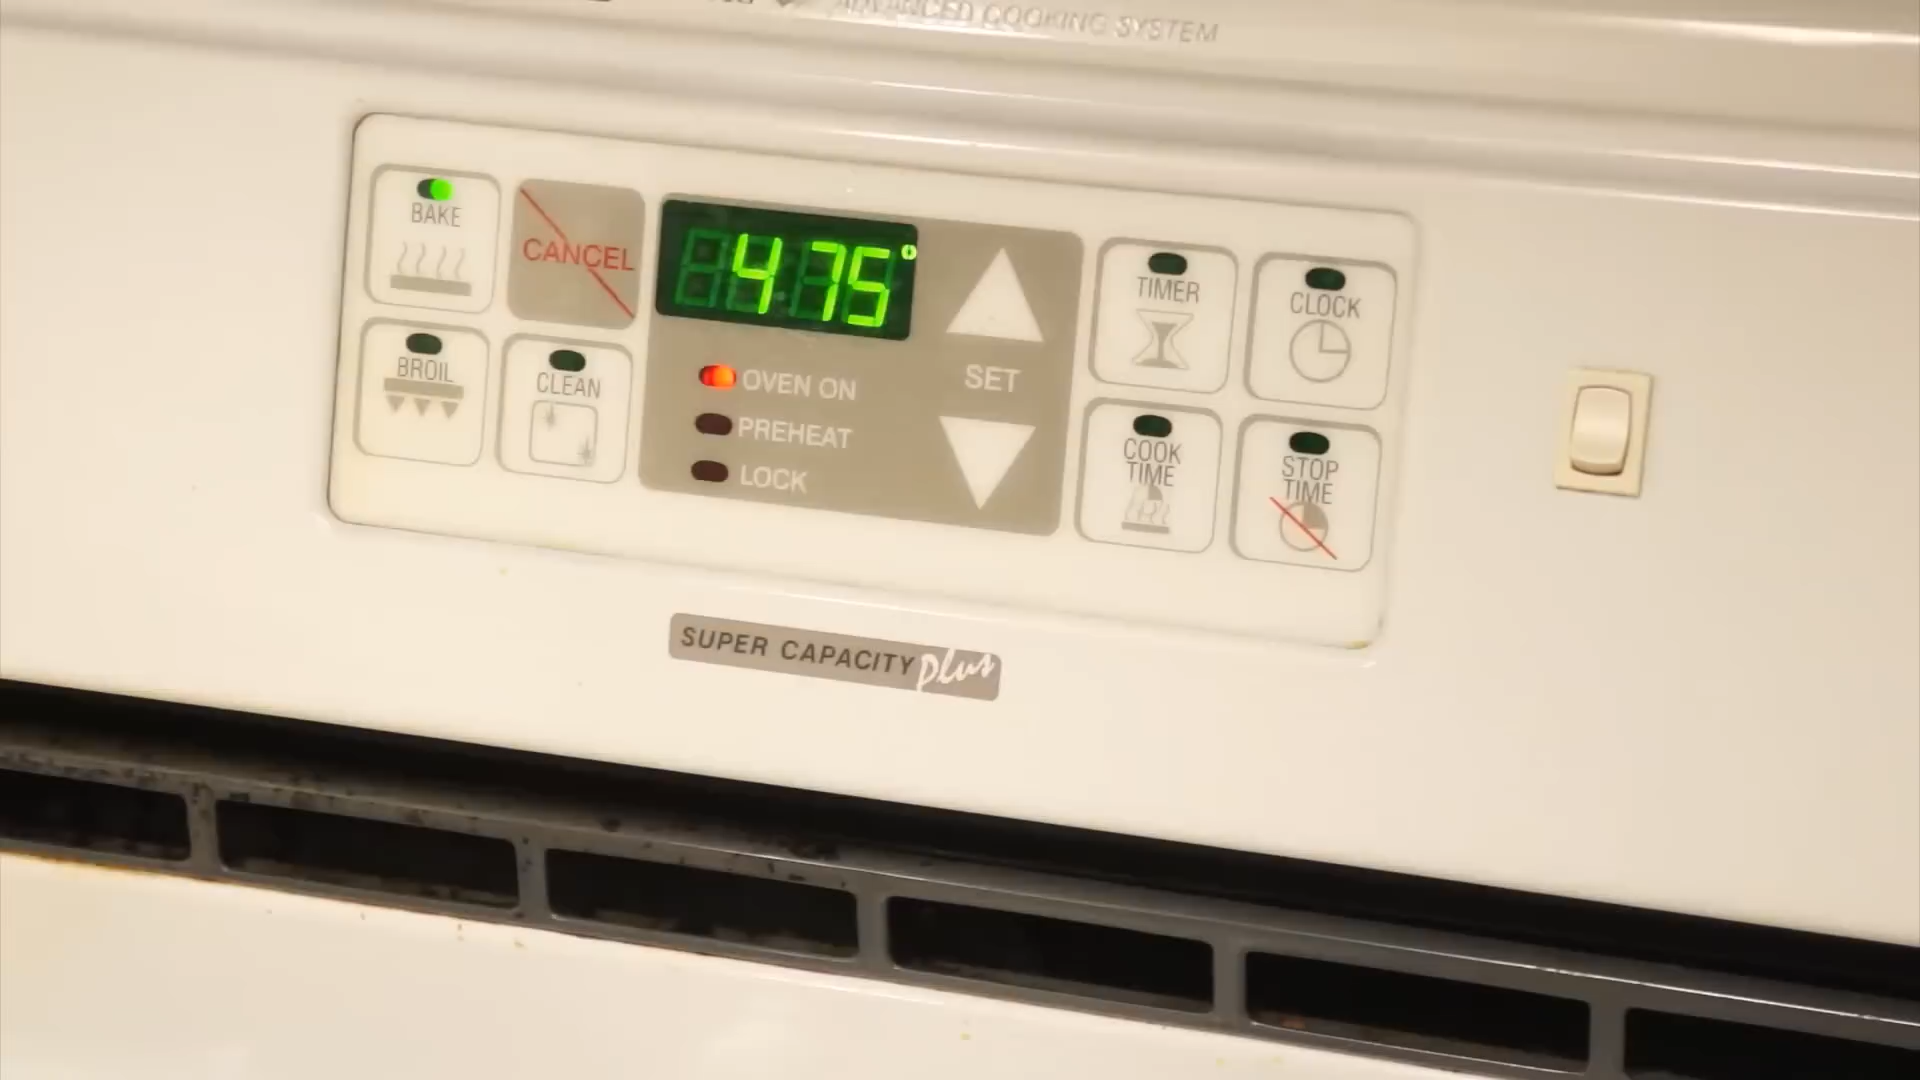 ADVANCED COOKING SYSTEM
BAKE
CANCEL
475°
TIMER
CLOCK
BROIL
CLEAN
OVEN ON
PREHEAT
LOCK
SET
COOK
TIME
STOP
TIME
SUPER CAPACITY plus